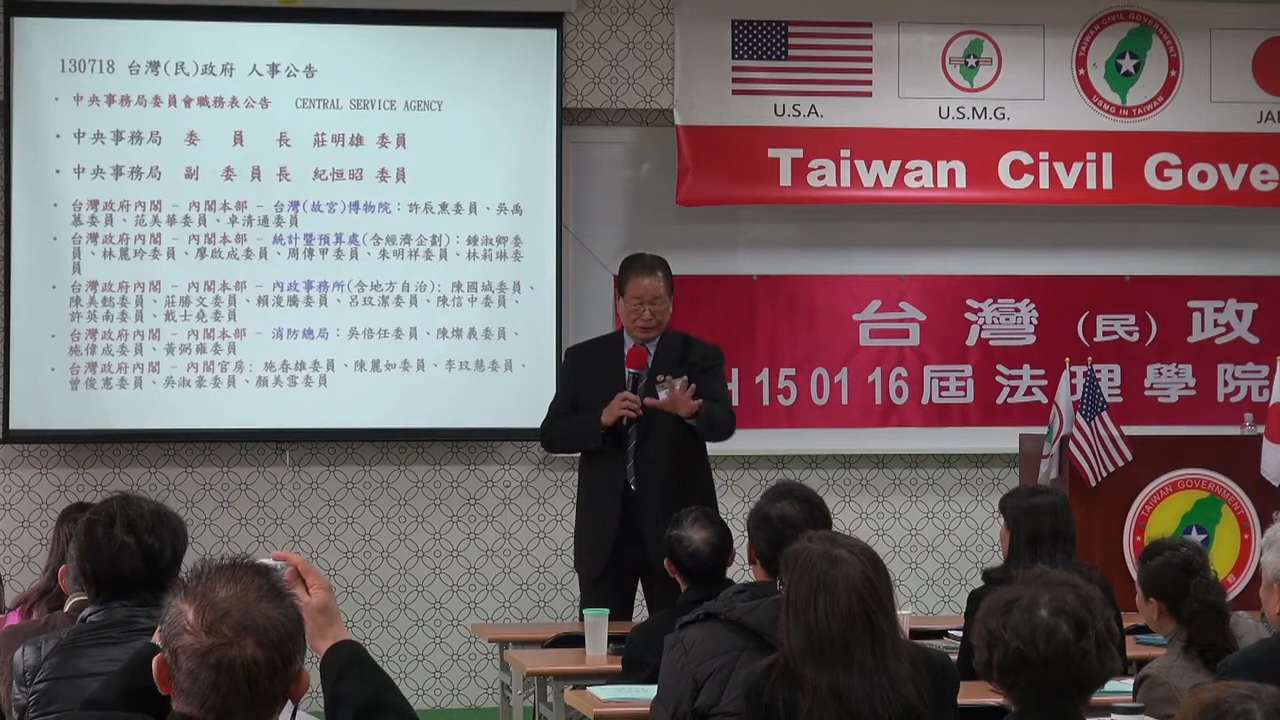 130718 台灣(民)政府 人事公告
• 中央事務局委員會職務表公告 CENTRAL SERVICE AGENCY
• 中央事務局 委 員 長 莊明雄 委員
• 中央事務局 副 委員長 紀恒昭 委員
• 台灣政府內閣 - 內閣本部 - 台灣(故宮)博物院：許辰熏委員、吳禹
慕委員、范美華委員、卓清通委員
• 台灣政府內閣 - 內閣本部 - 統計暨預算處(含經濟企劃)：鍾淑卿委
員、林麗玲委員、廖啟成委員、周傳甲委員、朱明祥委員、林莉琳委
員
• 台灣政府內閣 - 內閣本部 - 內政事務所(含地方自治)：陳國城委員、
陳美懿委員、莊勝文委員、賴浚騰委員、呂玟潔委員、陳信中委員、
許英南委員、戴士堯委員
• 台灣政府內閣 - 內閣本部 - 消防總局：吳倍任委員、陳燦義委員、
施偉成委員、黃弼雍委員
• 台灣政府內閣 - 內閣官房：施春雄委員、陳麗如委員、李玟慧委員、
曾俊憲委員、吳淑豪委員、顏美雪委員
U.S.A.
U.S.M.G.
TAIWAN CIVIL GOVERNMENT
USMG IN TAIWAN
JA
Taiwan Civil Gove
台灣(民)政
H 15 01 16屆法理學院
TAIWAN GOVERNMENT